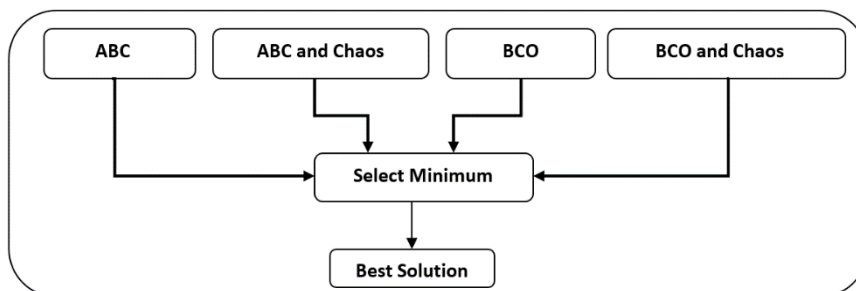 ABC
ABC and Chaos
BCO
BCO and Chaos
Select Minimum
Best Solution